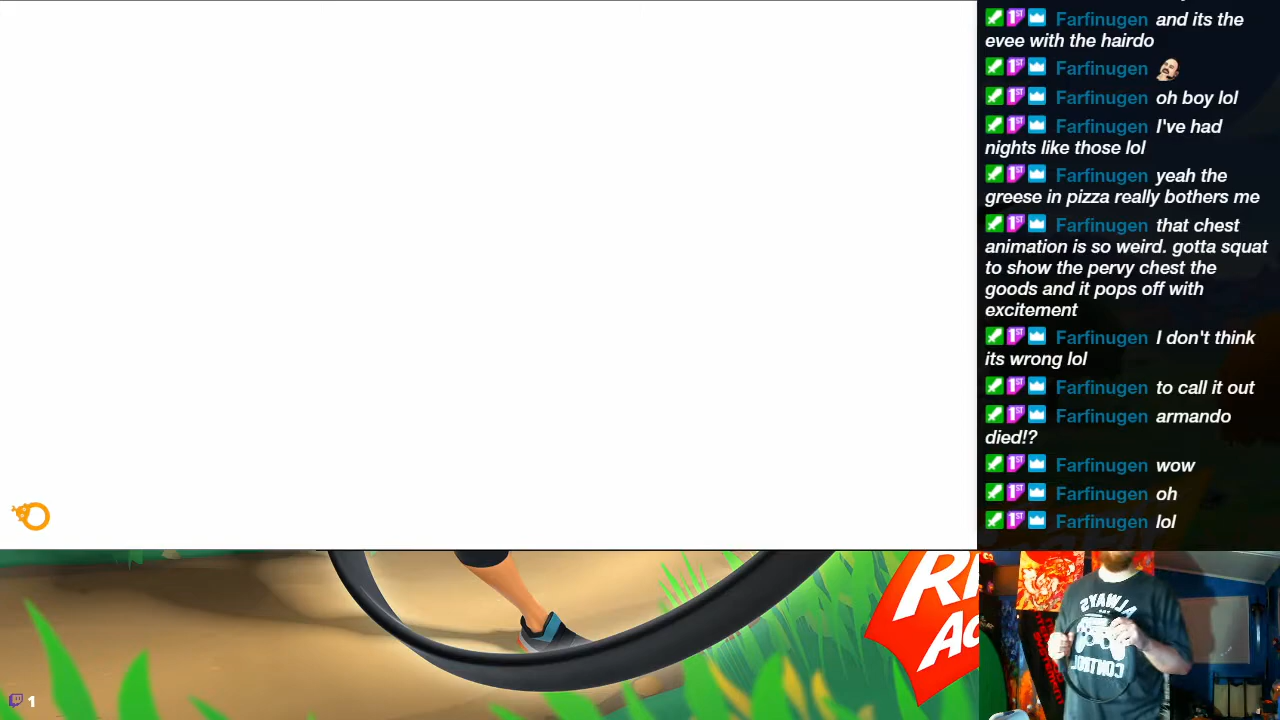 Farfinugen and its the
evee with the hairdo
Farfinugen
Farfinugen oh boy lol
Farfinugen I've had
nights like those lol
Farfinugen yeah the
greese in pizza really bothers me
Farfinugen that chest
animation is so weird. gotta squat
to show the pervy chest the
goods and it pops off with
excitement
Farfinugen I don't think
its wrong lol
Farfinugen to call it out
Farfinugen armando
died!?
Farfinugen wow
Farfinugen oh
Farfinugen lol
ALWAYS
CONTROL
1